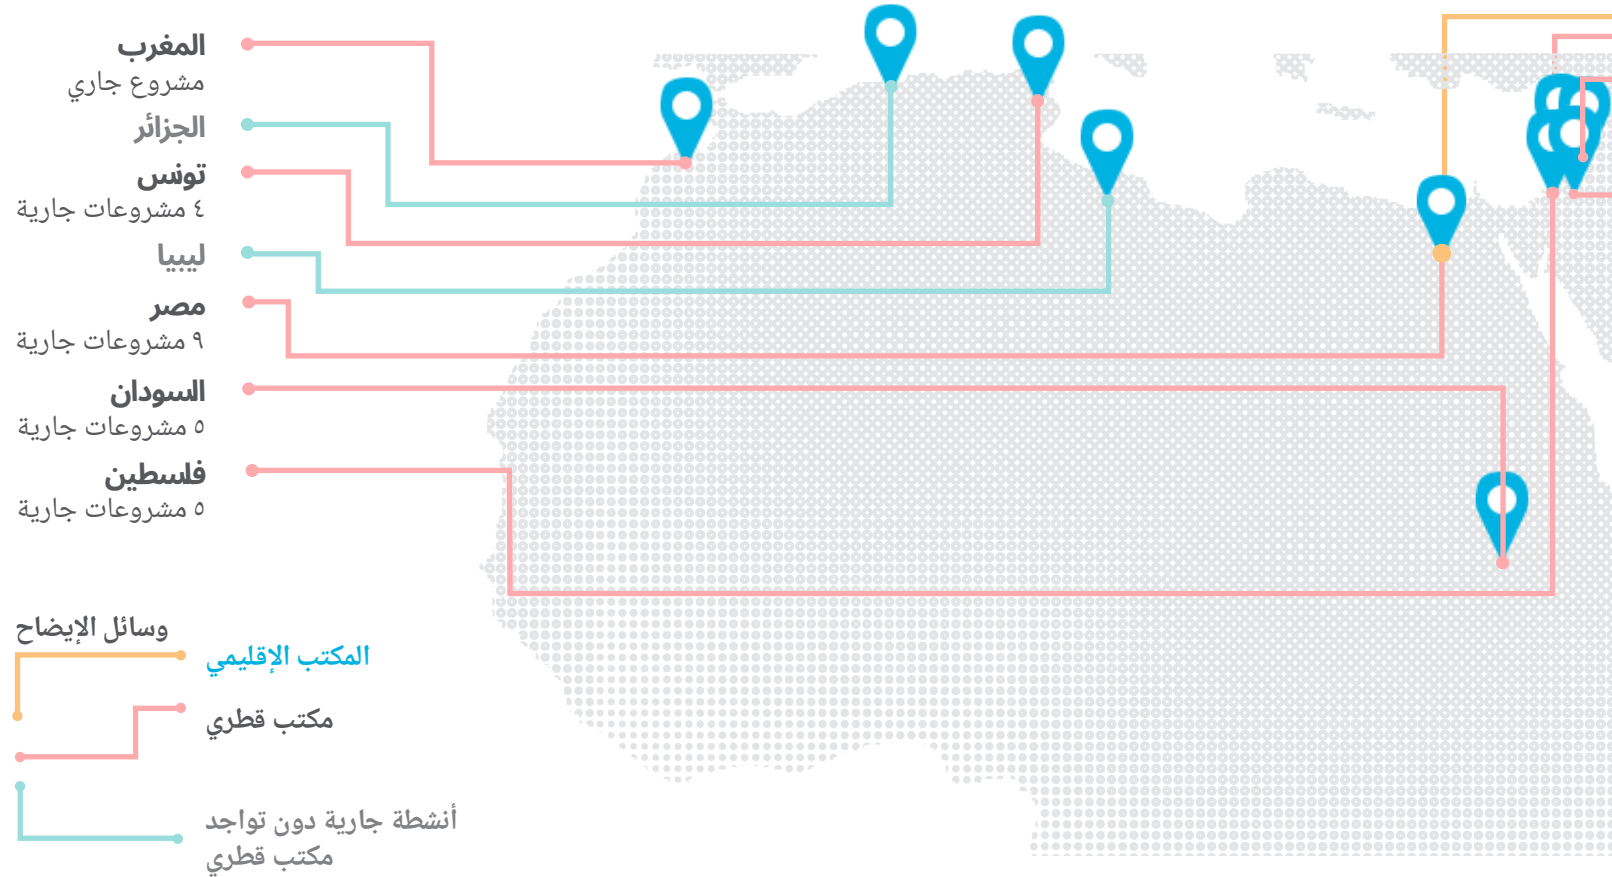 المغرب
مشروع جاري
الجزائر
تونس
٤ مشروعات جارية
ليبيا
مصر
٩ مشروعات جارية
السودان
٥ مشروعات جارية
فلسطين
٥ مشروعات جارية
وسائل الإيضاح
المكتب الإقليمي
مكتب قطري
أنشطة جارية دون تواجد
مكتب قطري